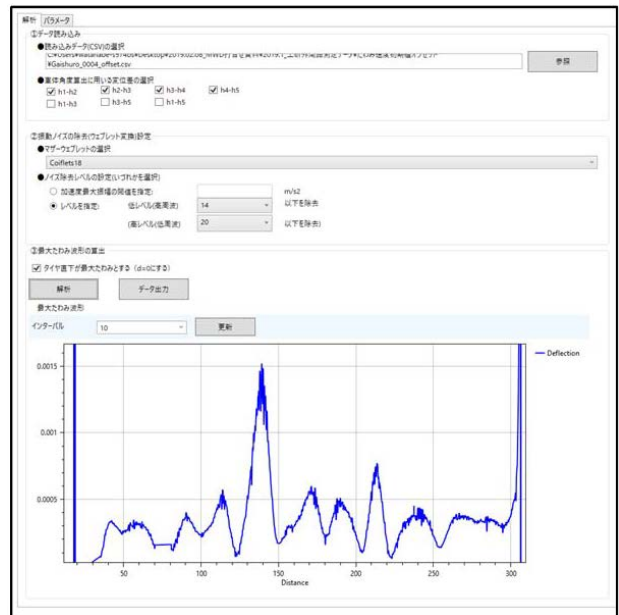 解析 パラメータ
①データ読み込み
●読み込みデータ(CSV)の選択
¥Gaishuro_0004_offset.csv
参照
●車体角度算出に用いる変位差の選択
h1-h2 h2-h3 h3-h4 h4-h5
h1-h3 h3-h5 h1-h5
②振動ノイズの除去(ウェブレット変換)設定
●マザーウェブレットの選択
Coiflets18
●ノイズ除去レベルの設定(いづれかを選択)
加速度最大振幅の閾値を指定: m/s2
レベルを指定: 低レベル(高周波) 14 以下を除去
(高レベル(低周波) 20 以下を除去)
③最大たわみ波形の算出
タイヤ直下が最大たわみとする (d=0にする)
解析 データ出力
最大たわみ波形
インターバル 10 更新
0.0015
0.001
0.0005
50 100 150 200 250 300
Distance
Deflection